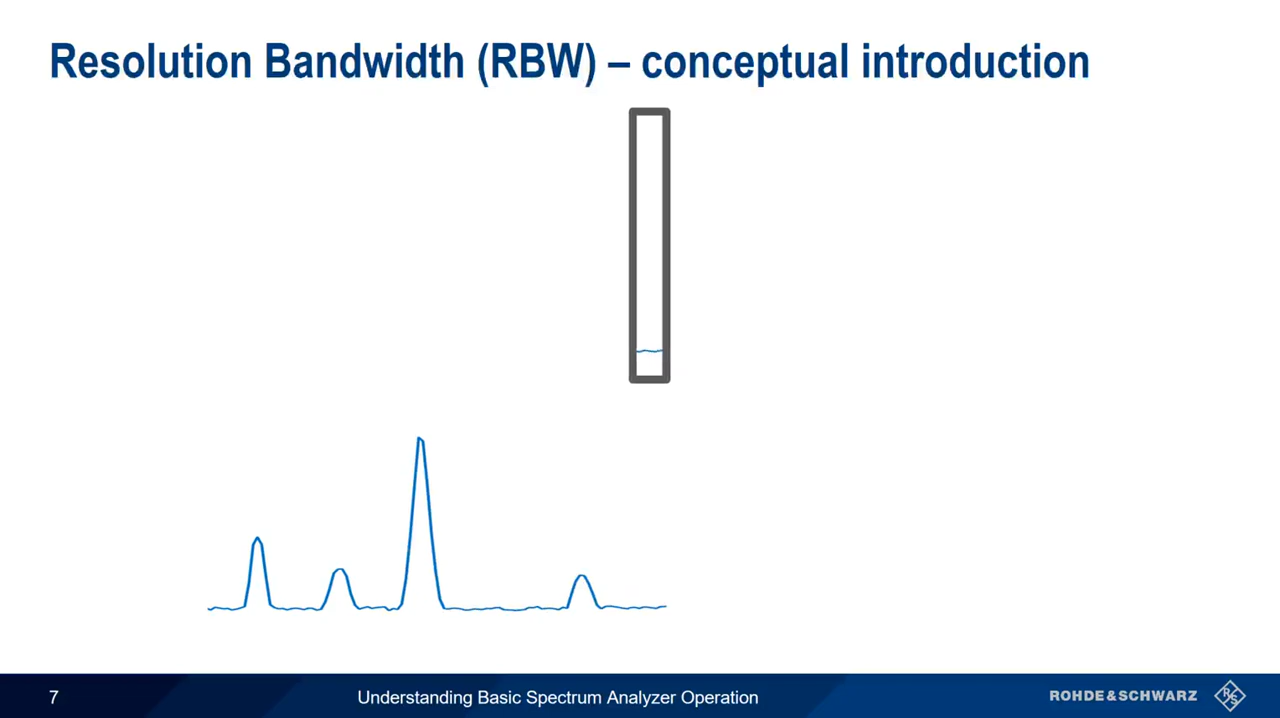 Resolution Bandwidth (RBW) – conceptual introduction
7
Understanding Basic Spectrum Analyzer Operation
ROHDE&SCHWARZ
R/S